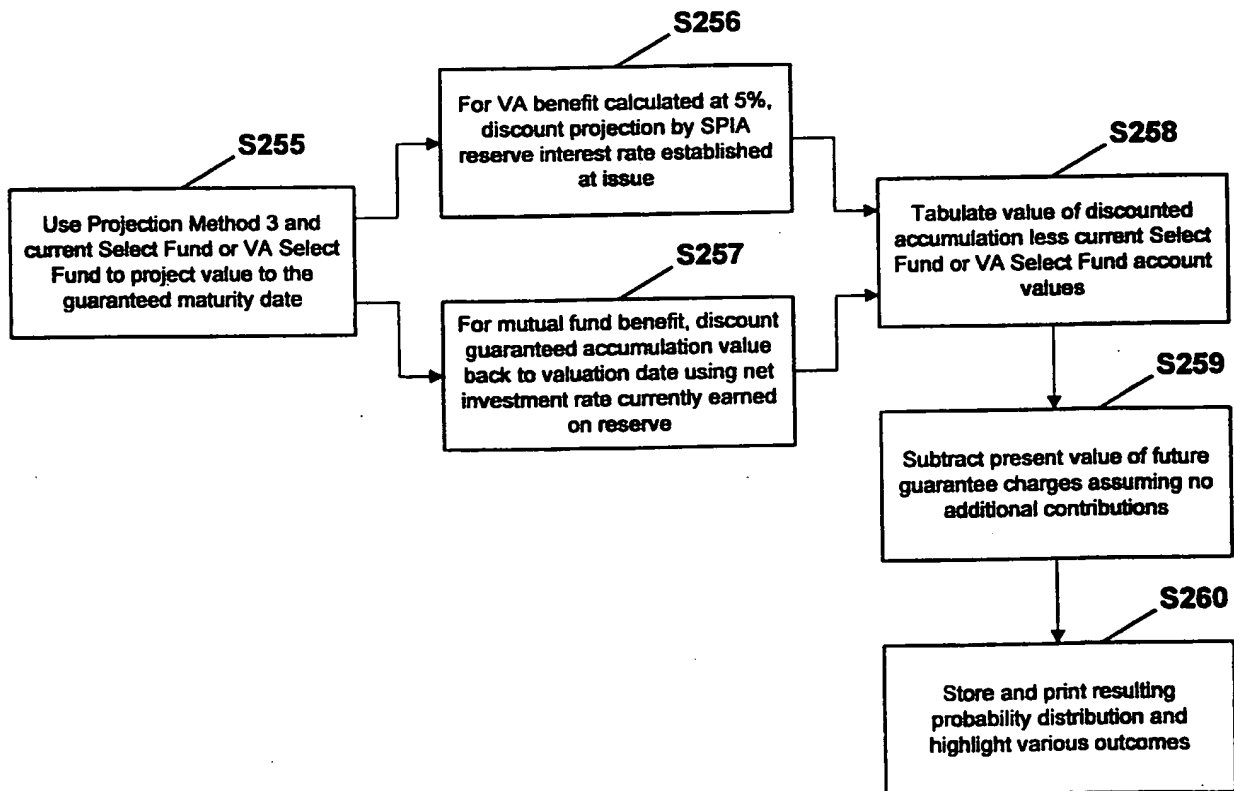 S255
Use Projection Method 3 and
current Select Fund or VA Select
Fund to project value to the
guaranteed maturity date
S256
For VA benefit calculated at 5%,
discount projection by SPIA
reserve interest rate established
at issue
S257
For mutual fund benefit, discount
guaranteed accumulation value
back to valuation date using net
investment rate currently earned
on reserve
S258
Tabulate value of discounted
accumulation less current Select
Fund or VA Select Fund account
values
S259
Subtract present value of future
guarantee charges assuming no
additional contributions
S260
Store and print resulting
probability distribution and
highlight various outcomes